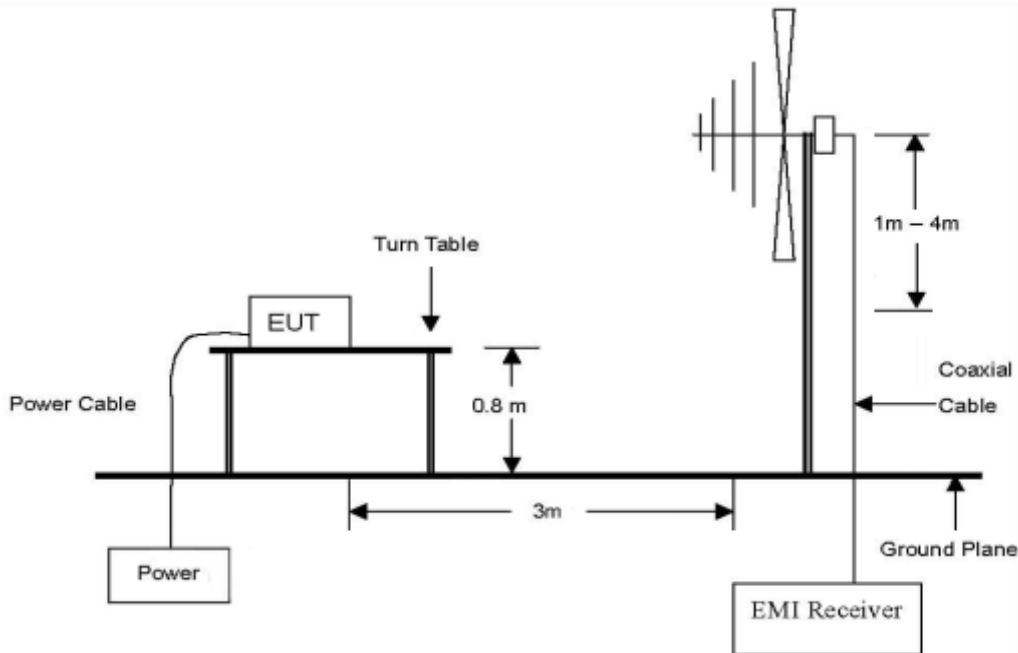 1m – 4m
Turn Table
EUT
Power Cable
0.8 m
Coaxial
Cable
3m
Ground Plane
Power
EMI Receiver